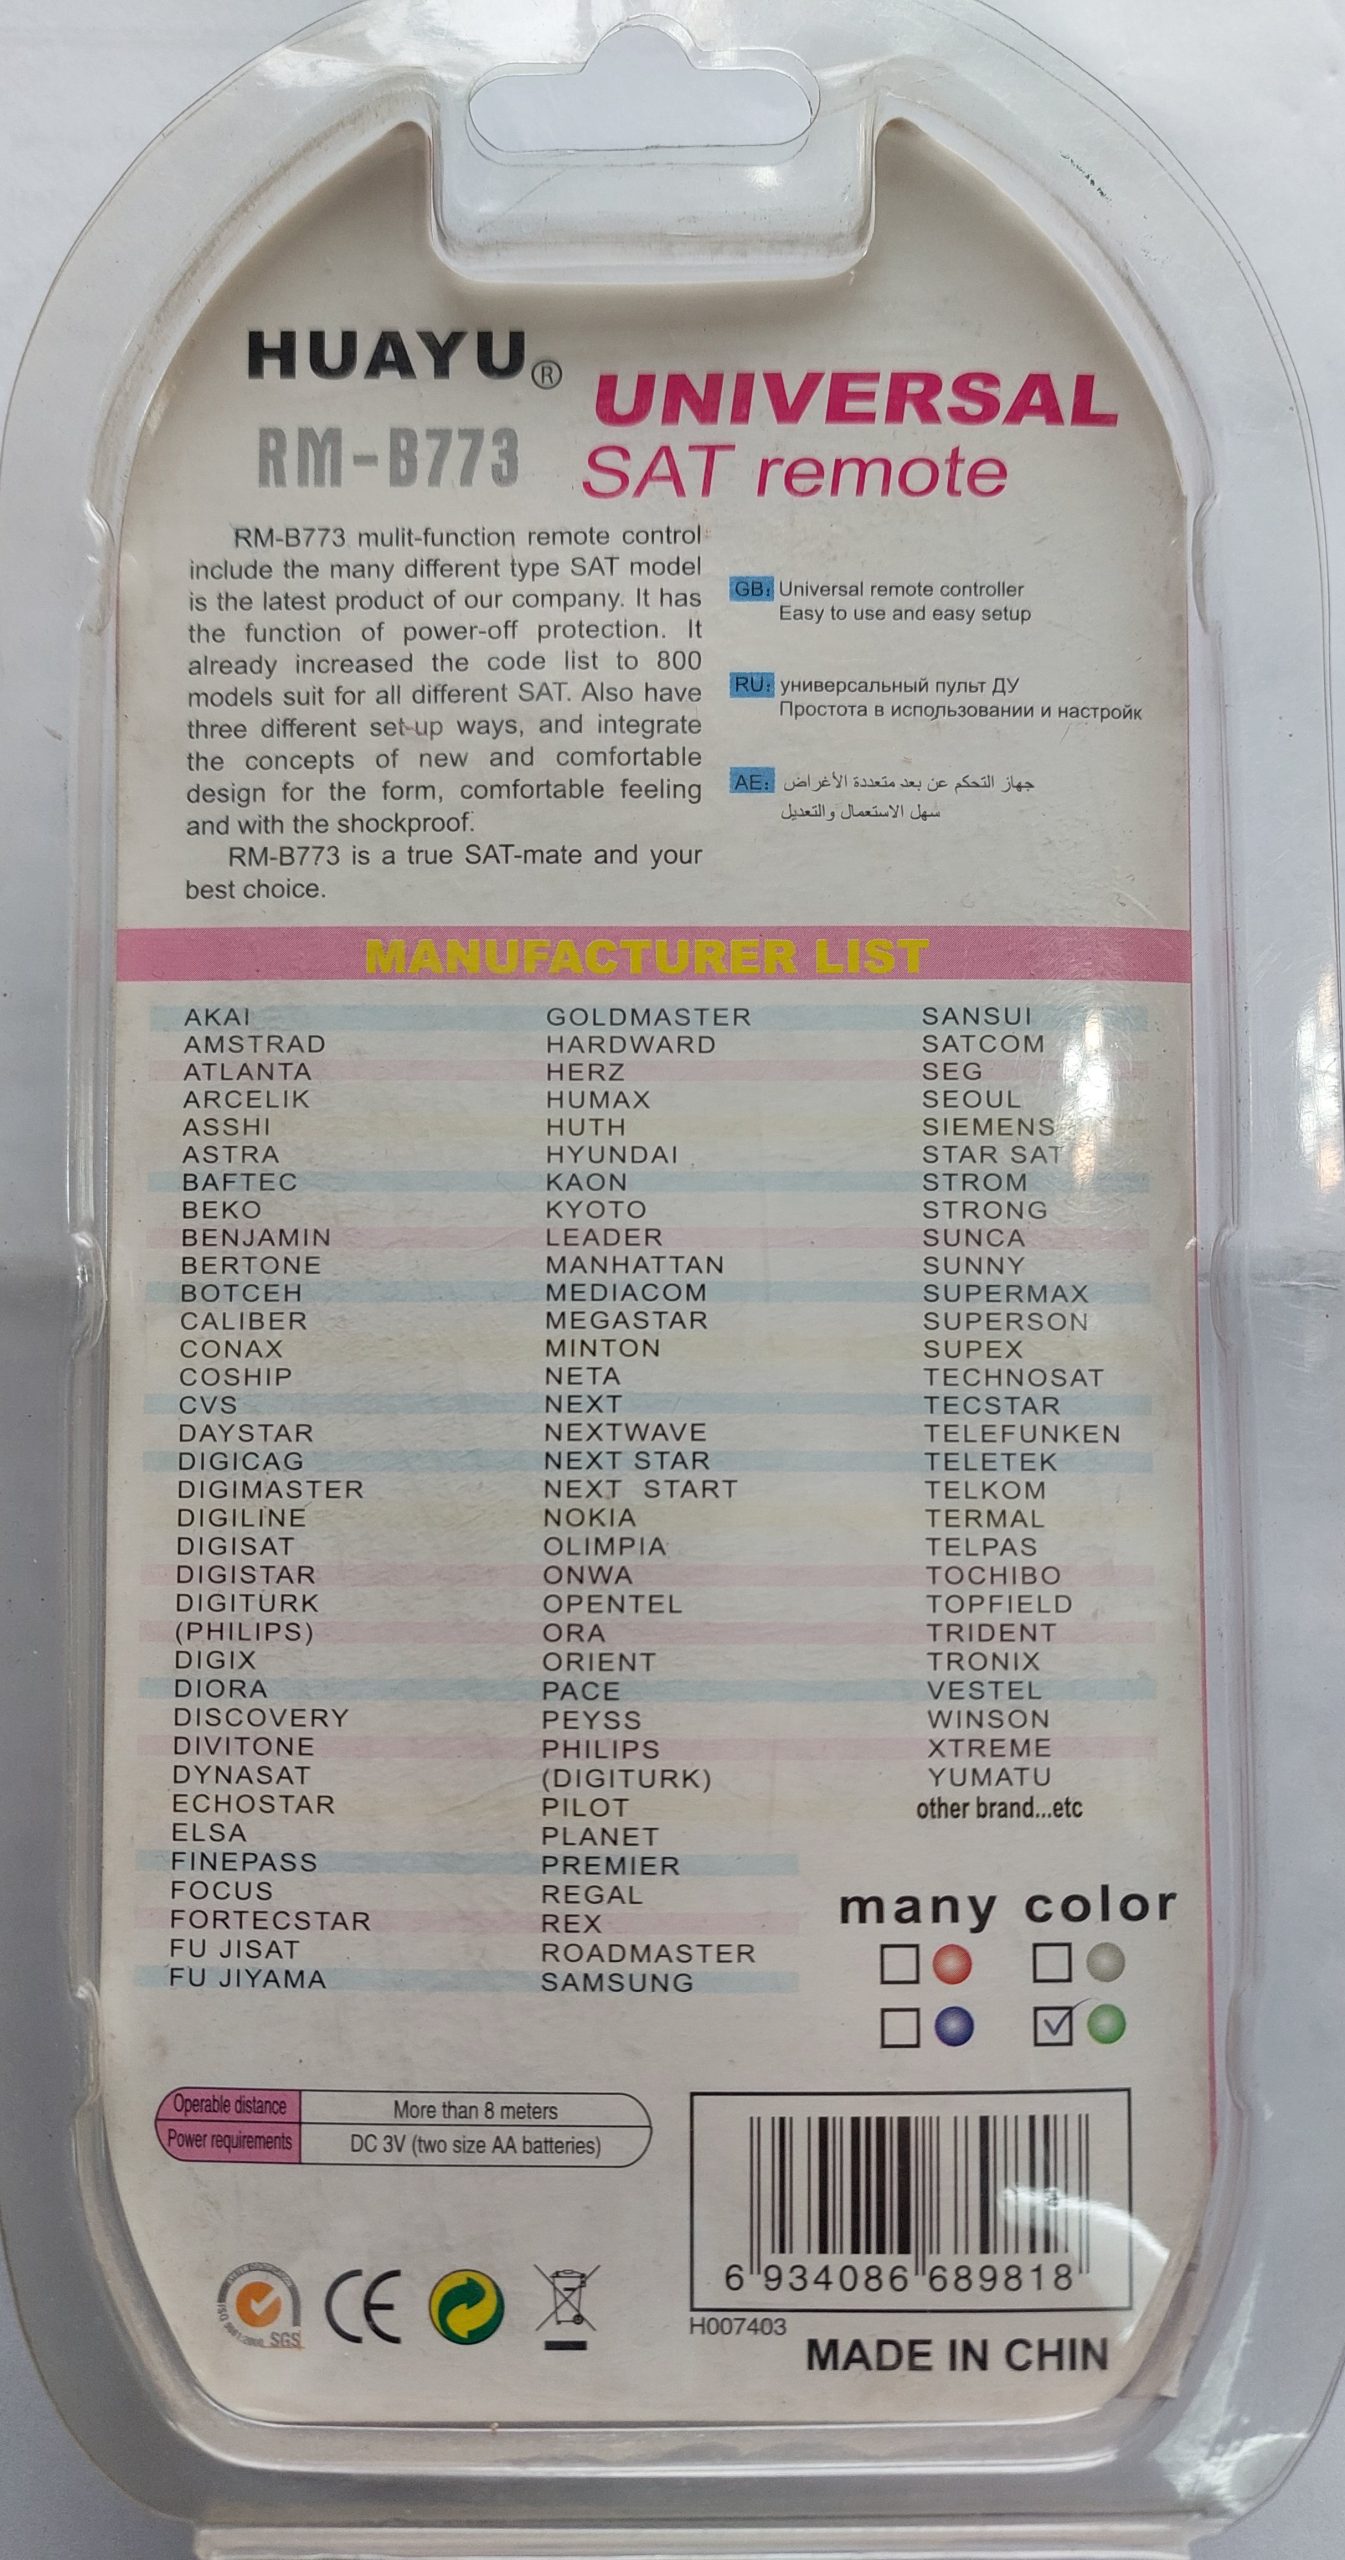 HUAYU®
RM-B773
UNIVERSAL
SAT remote
RM-B773 mulit-function remote control
include the many different type SAT model
is the latest product of our company. It has
the function of power-off protection. It
already increased the code list to 800
models suit for all different SAT. Also have
three different set-up ways, and integrate
the concepts of new and comfortable
design for the form, comfortable feeling
and with the shockproof.
RM-B773 is a true SAT-mate and your
best choice.
GB: Universal remote controller
Easy to use and easy setup
RU: универсальный пульт ДУ
Простота в использовании и настройк
AE: جهاز التحكم عن بعد متعددة الأغراض
سهل الاستعمال والتعديل
MANUFACTURER LIST
AKAI
AMSTRAD
ATLANTA
ARCELIK
ASSHI
ASTRA
BAFTEC
BEKO
BENJAMIN
BERTONE
BOTCEH
CALIBER
CONAX
COSHIP
CVS
DAYSTAR
DIGICAG
DIGIMASTER
DIGILINE
DIGISAT
DIGISTAR
DIGITURK
(PHILIPS)
DIGIX
DIORA
DISCOVERY
DIVITONE
DYNASAT
ECHOSTAR
ELSA
FINEPASS
FOCUS
FORTECSTAR
FU JISAT
FU JIYAMA
GOLDMASTER
HARDWARD
HERZ
HUMAX
HUTH
HYUNDAI
KAON
KYOTO
LEADER
MANHATTAN
MEDIACOM
MEGASTAR
MINTON
NETA
NEXT
NEXTWAVE
NEXT STAR
NEXT START
NOKIA
OLIMPIA
ONWA
OPENTEL
ORA
ORIENT
PACE
PEYSS
PHILIPS
(DIGITURK)
PILOT
PLANET
PREMIER
REGAL
REX
ROADMASTER
SAMSUNG
SANSUI
SATCOM
SEG
SEOUL
SIEMENS
STAR SAT
STROM
STRONG
SUNCA
SUNNY
SUPERMAX
SUPERSON
SUPEX
TECHNOSAT
TECSTAR
TELEFUNKEN
TELETEK
TELKOM
TERMAL
TELPAS
TOCHIBO
TOPFIELD
TRIDENT
TRONIX
VESTEL
WINSON
XTREME
YUMATU
other brand...etc
many color
Operable distance More than 8 meters
Power requirements DC 3V (two size AA batteries)
SGS
CE
6 934086 689818
H007403
MADE IN CHIN